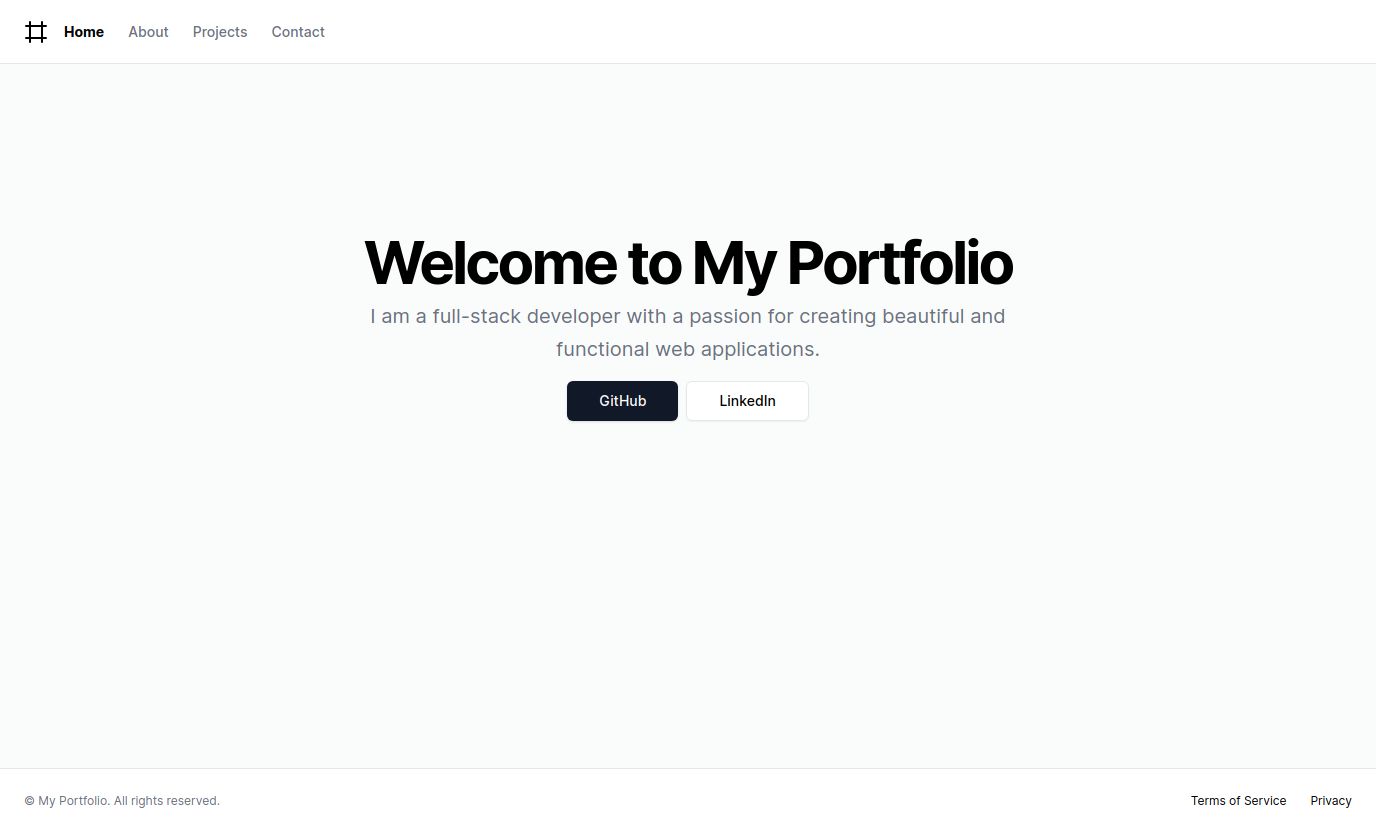 Home About Projects Contact
Welcome to My Portfolio
I am a full-stack developer with a passion for creating beautiful and
functional web applications.
GitHub LinkedIn
© My Portfolio. All rights reserved. Terms of Service Privacy